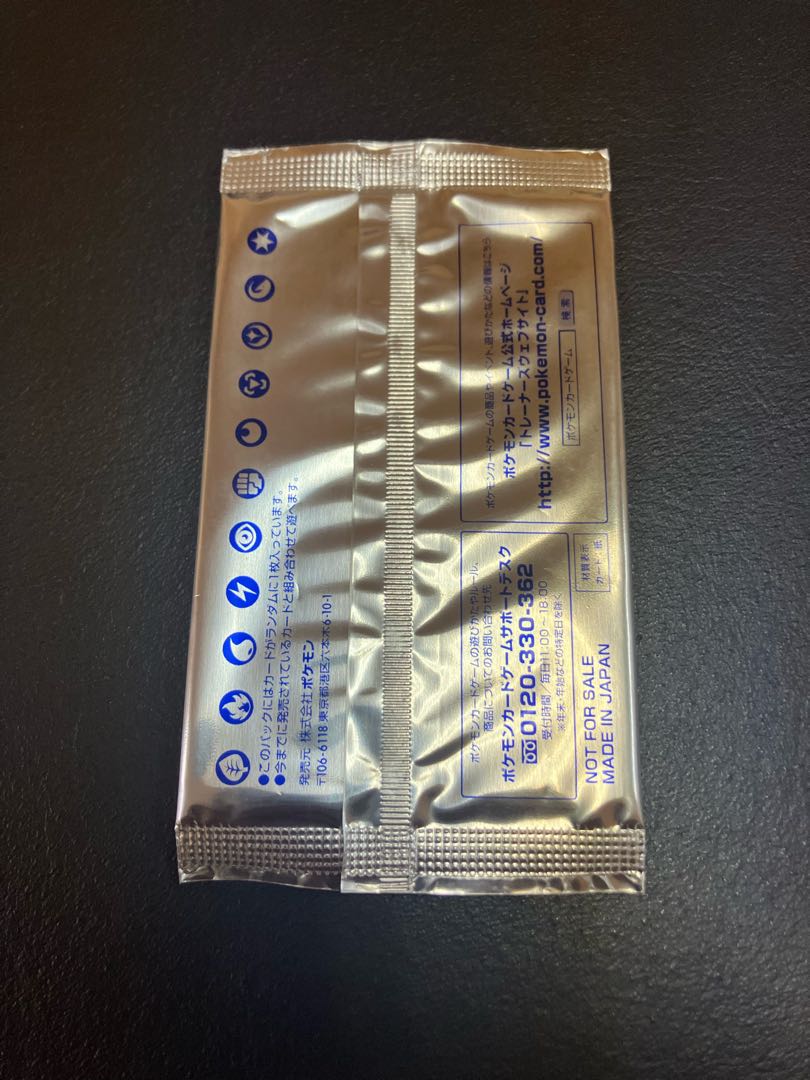 ●このパックにはカードがランダムに1枚入っています。
●今までに発売されているカードと組み合わせて遊べます。
発売元 株式会社ポケモン
〒106-6118 東京都港区六本木6-10-1
ポケモンカードゲームの遊びかたやルール、
商品についてのお問い合わせ先
ポケモンカードゲームサポートデスク
0120-330-362
受付時間/毎日11:00~18:00
※年末、年始などの特定日を除く
NOT FOR SALE
MADE IN JAPAN
ポケモンカードゲームの商品やイベント、遊びかたなどの情報はこちら
ポケモンカードゲーム公式ホームページ
「トレーナーズウェブサイト」
http://www.pokemon-card.com/
ポケモンカードゲーム 検索
材質表示
カード:紙